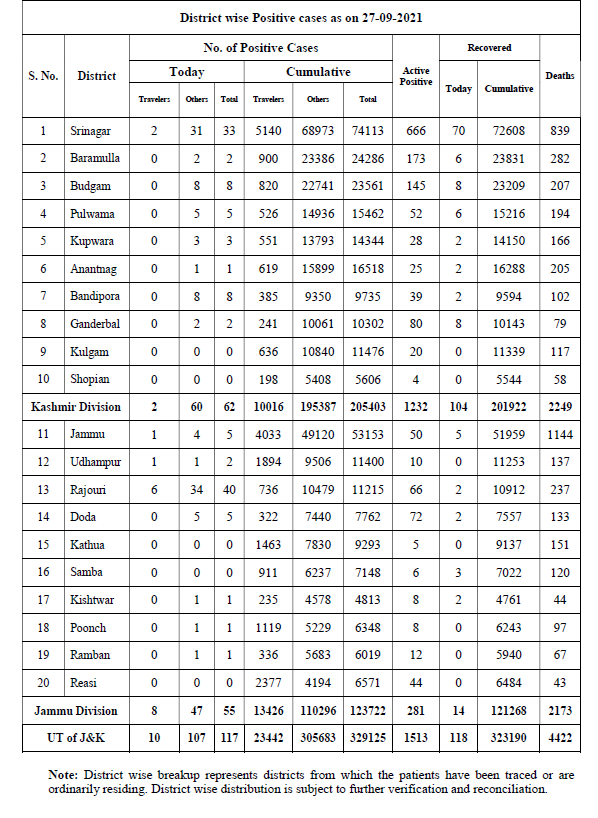 District wise Positive cases as on 27-09-2021
S. No. District No. of Positive Cases Active Positive Recovered Deaths
Today Cumulative Today Cumulative
Travelers Others Total Travelers Others Total
1 Srinagar 2 31 33 5140 68973 74113 666 70 72608 839
2 Baramulla 0 2 2 900 23386 24286 173 6 23831 282
3 Budgam 0 8 8 820 22741 23561 145 8 23209 207
4 Pulwama 0 5 5 526 14936 15462 52 6 15216 194
5 Kupwara 0 3 3 551 13793 14344 28 2 14150 166
6 Anantnag 0 1 1 619 15899 16518 25 2 16288 205
7 Bandipora 0 8 8 385 9350 9735 39 2 9594 102
8 Ganderbal 0 2 2 241 10061 10302 80 8 10143 79
9 Kulgam 0 0 0 636 10840 11476 20 0 11339 117
10 Shopian 0 0 0 198 5408 5606 4 0 5544 58
Kashmir Division 2 60 62 10016 195387 205403 1232 104 201922 2249
11 Jammu 1 4 5 4033 49120 53153 50 5 51959 1144
12 Udhampur 1 1 2 1894 9506 11400 10 0 11253 137
13 Rajouri 6 34 40 736 10479 11215 66 2 10912 237
14 Doda 0 5 5 322 7440 7762 72 2 7557 133
15 Kathua 0 0 0 1463 7830 9293 5 0 9137 151
16 Samba 0 0 0 911 6237 7148 6 3 7022 120
17 Kishtwar 0 1 1 235 4578 4813 8 2 4761 44
18 Poonch 0 1 1 1119 5229 6348 8 0 6243 97
19 Ramban 0 1 1 336 5683 6019 12 0 5940 67
20 Reasi 0 0 0 2377 4194 6571 44 0 6484 43
Jammu Division 8 47 55 13426 110296 123722 281 14 121268 2173
UT of J&K 10 107 117 23442 305683 329125 1513 118 323190 4422
Note: District wise breakup represents districts from which the patients have been traced or are
ordinarily residing. District wise distribution is subject to further verification and reconciliation.